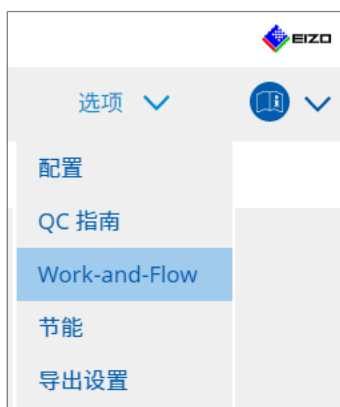 EIZO
选项
配置
QC 指南
Work-and-Flow
节能
导出设置